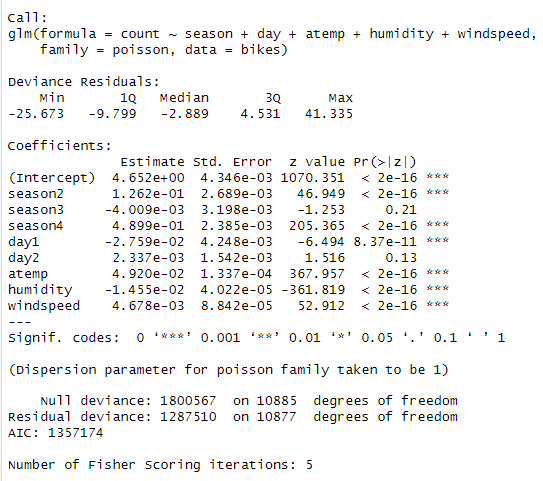 Call:
glm(formula = count ~ season + day + atemp + humidity + windspeed,
    family = poisson, data = bikes)

Deviance Residuals:
    Min       1Q   Median       3Q      Max
-25.673   -9.799   -2.889    4.531   41.335

Coefficients:
              Estimate Std. Error  z value Pr(>|z|)
(Intercept)  4.652e+00  4.346e-03 1070.351  < 2e-16 ***
season2      1.262e-01  2.689e-03   46.949  < 2e-16 ***
season3     -4.009e-03  3.198e-03   -1.253     0.21
season4      4.899e-01  2.385e-03  205.365  < 2e-16 ***
day1        -2.759e-02  4.248e-03   -6.494 8.37e-11 ***
day2         2.337e-03  1.542e-03    1.516     0.13
atemp        4.920e-02  1.337e-04  367.957  < 2e-16 ***
humidity    -1.455e-02  4.022e-05 -361.819  < 2e-16 ***
windspeed    4.678e-03  8.842e-05   52.912  < 2e-16 ***
---
Signif. codes:  0 ‘***’ 0.001 ‘**’ 0.01 ‘*’ 0.05 ‘.’ 0.1 ‘ ’ 1

(Dispersion parameter for poisson family taken to be 1)

    Null deviance: 1800567  on 10885  degrees of freedom
Residual deviance: 1287510  on 10877  degrees of freedom
AIC: 1357174

Number of Fisher Scoring iterations: 5